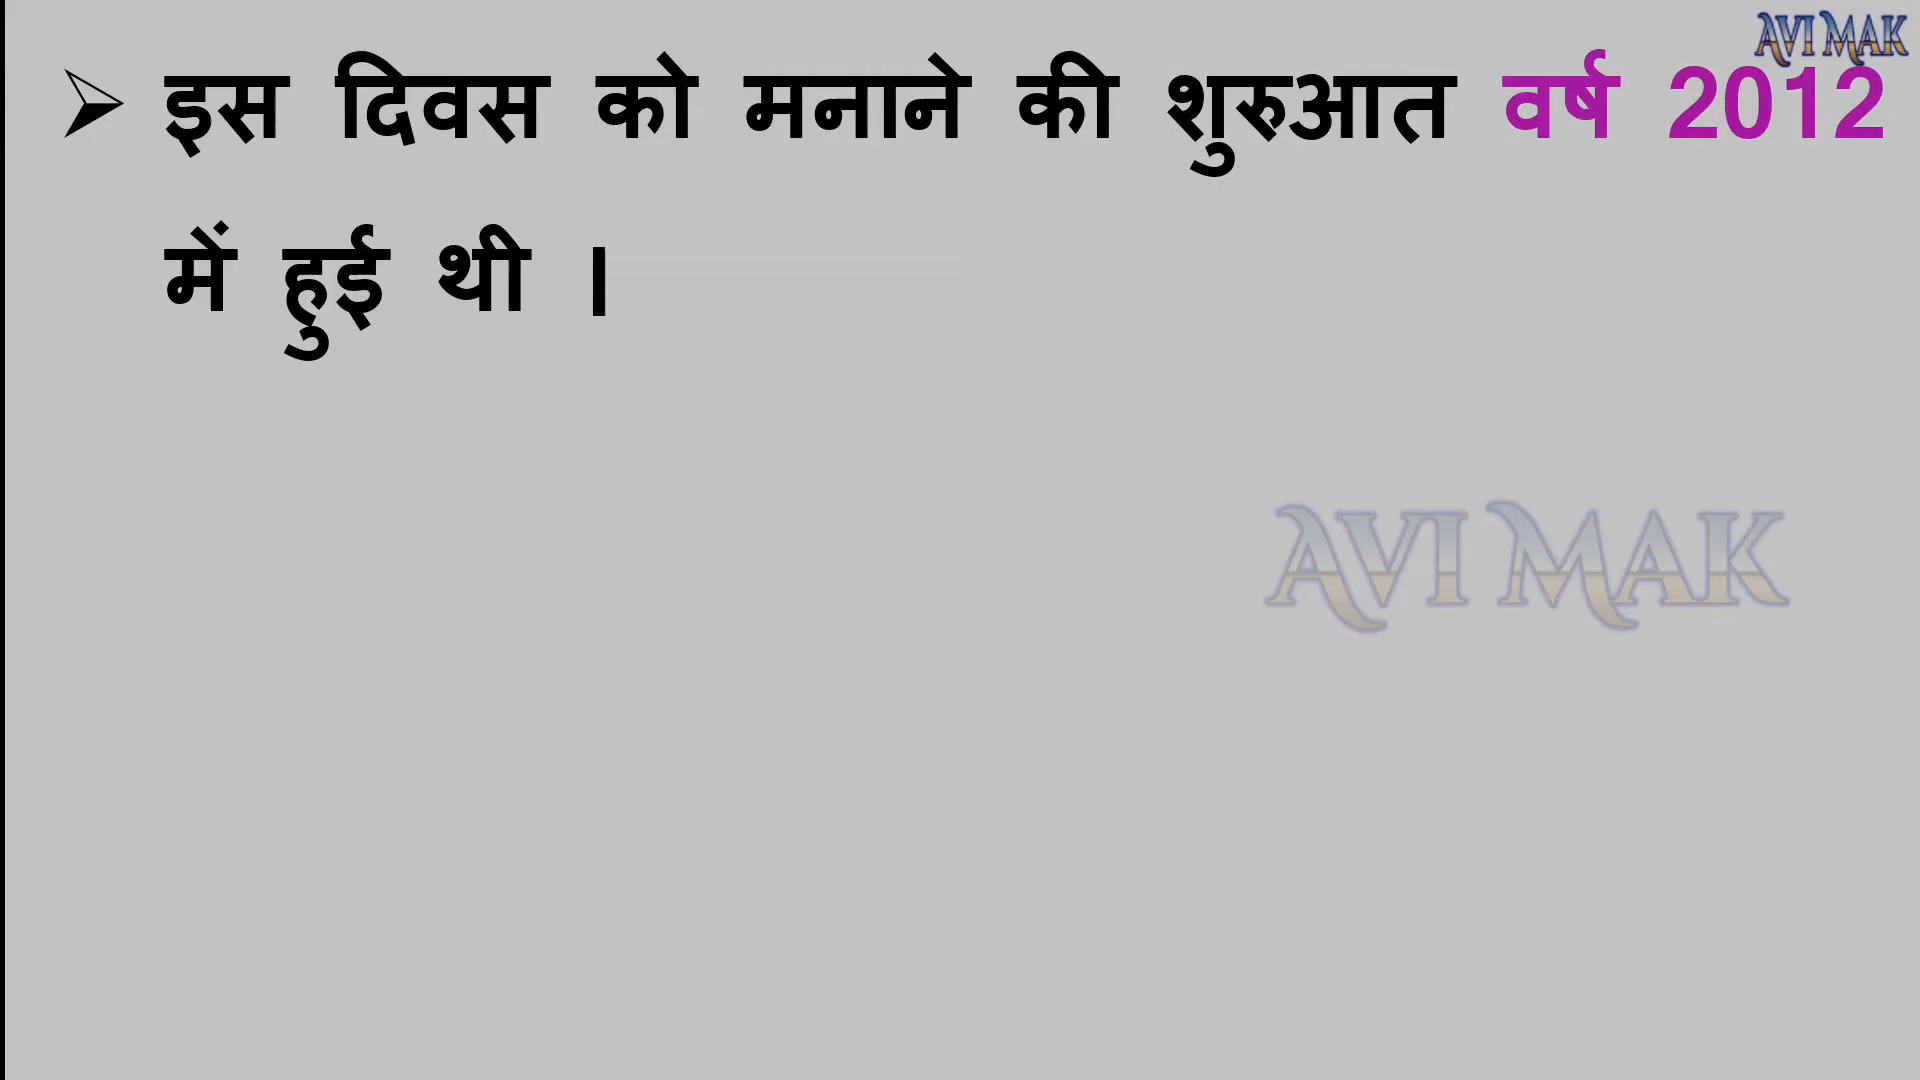 AVI MAK
➢ इस दिवस को मनाने की शुरुआत वर्ष 2012
में हुई थी ।
AVI MAK